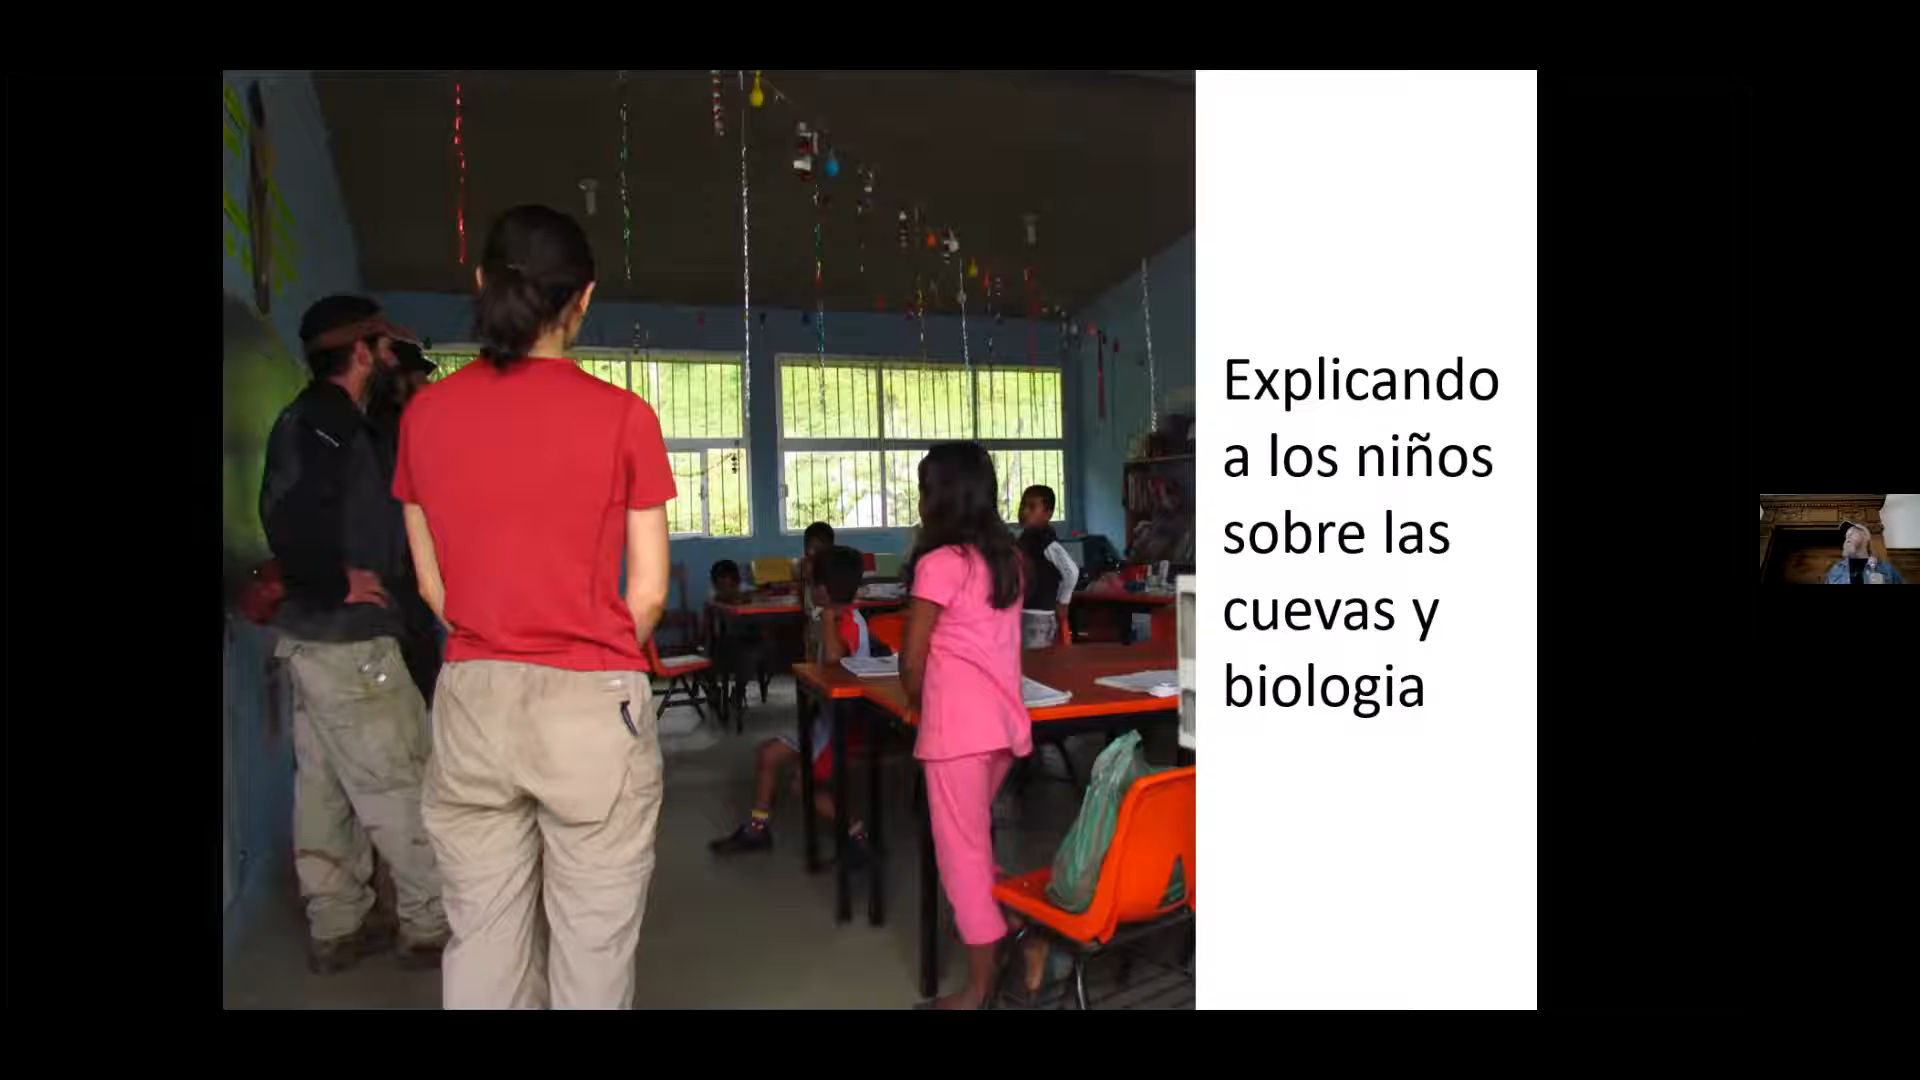 Explicando
a los niños
sobre las
cuevas y
biologia